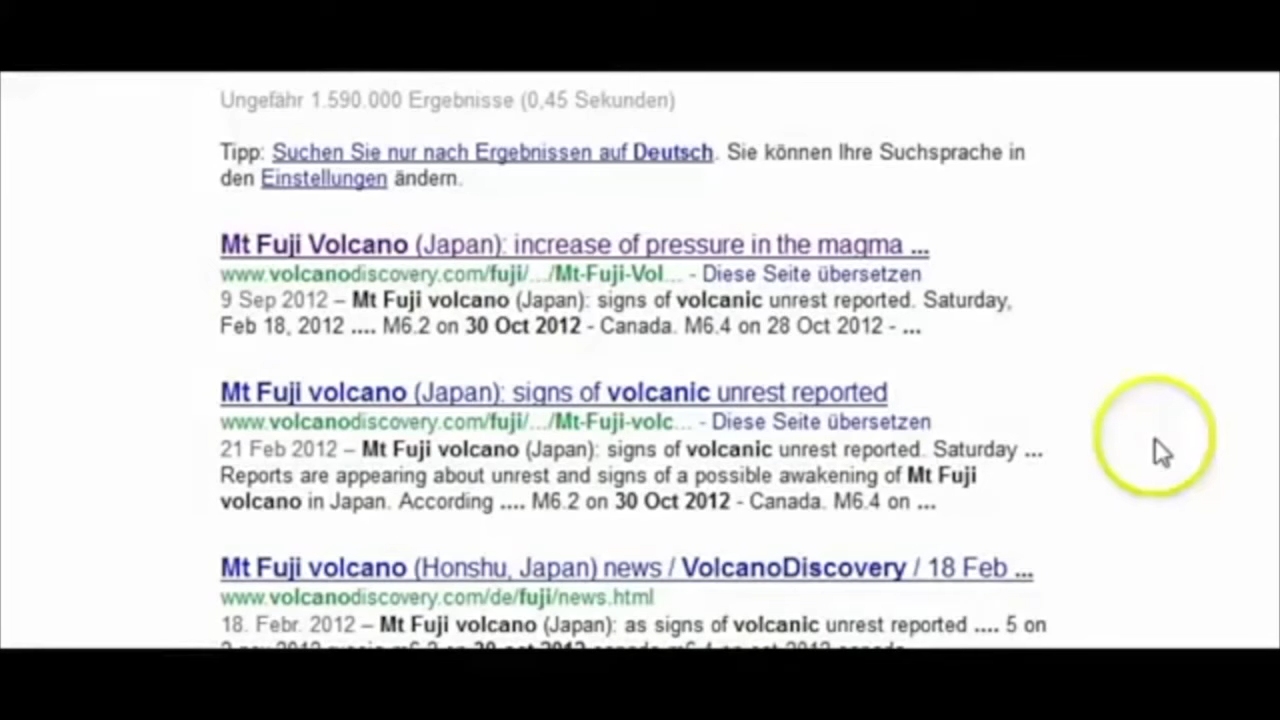 Ungefähr 1.590.000 Ergebnisse (0,45 Sekunden)
Tipp: Suchen Sie nur nach Ergebnissen auf Deutsch. Sie können Ihre Suchsprache in
den Einstellungen ändern.
Mt Fuji Volcano (Japan): increase of pressure in the magma ...
www.volcanodiscovery.com/fuji/.../Mt-Fuji-Vol... - Diese Seite übersetzen
9 Sep 2012 – Mt Fuji volcano (Japan): signs of volcanic unrest reported. Saturday,
Feb 18, 2012 .... M6.2 on 30 Oct 2012 - Canada. M6.4 on 28 Oct 2012 - ...
Mt Fuji volcano (Japan): signs of volcanic unrest reported
www.volcanodiscovery.com/fuji/.../Mt-Fuji-volc... - Diese Seite übersetzen
21 Feb 2012 – Mt Fuji volcano (Japan): signs of volcanic unrest reported. Saturday ...
Reports are appearing about unrest and signs of a possible awakening of Mt Fuji
volcano in Japan. According .... M6.2 on 30 Oct 2012 - Canada. M6.4 on ...
Mt Fuji volcano (Honshu, Japan) news / VolcanoDiscovery / 18 Feb ...
www.volcanodiscovery.com/de/fuji/news.html
18. Febr. 2012 – Mt Fuji volcano (Japan): as signs of volcanic unrest reported .... 5 on